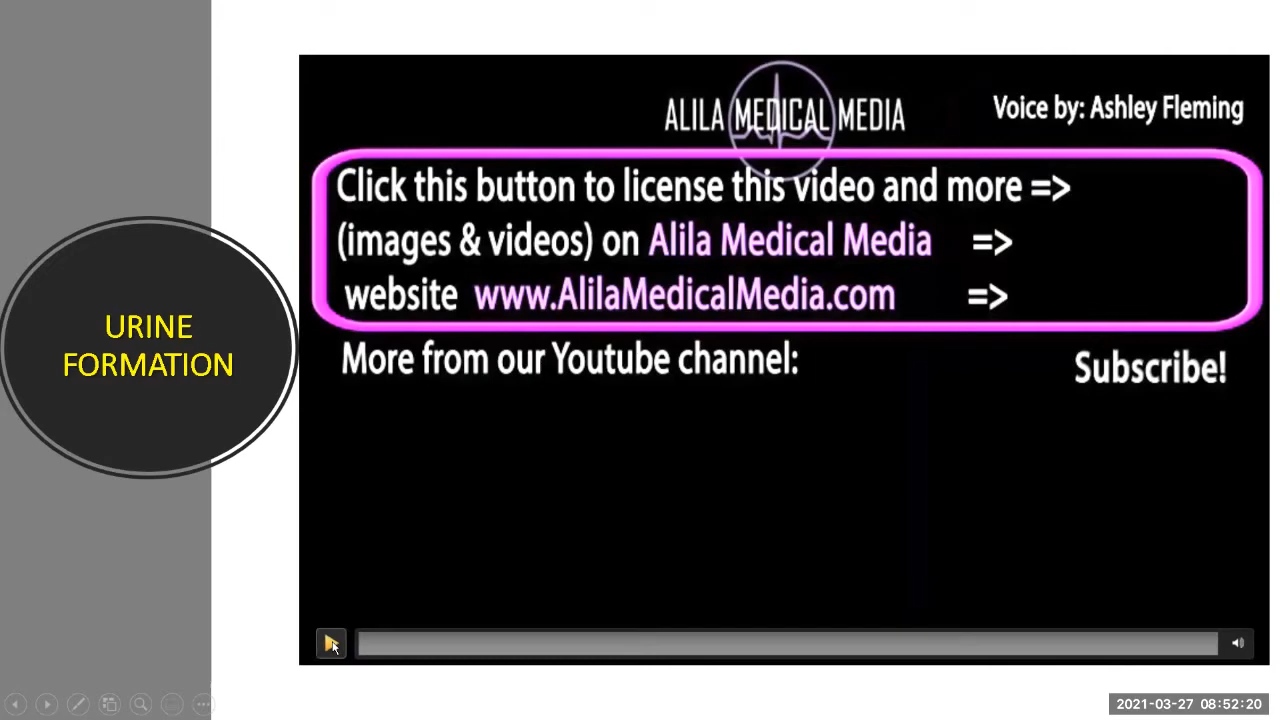 ALILA MEDICAL MEDIA
Voice by: Ashley Fleming
Click this button to license this video and more =>
(images & videos) on Alila Medical Media =>
website www.AlilaMedicalMedia.com =>
More from our Youtube channel:
Subscribe!
URINE
FORMATION
2021-03-27 08:52:20